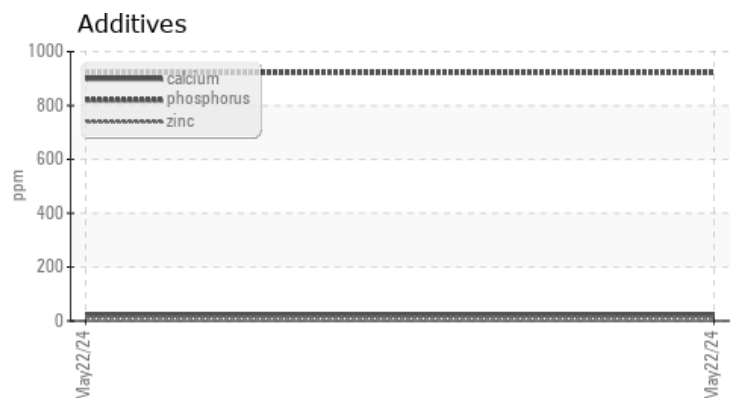 Additives
1000
800
600
400
200
0
ppm
calcium
phosphorus
zinc
May22/24
May22/24